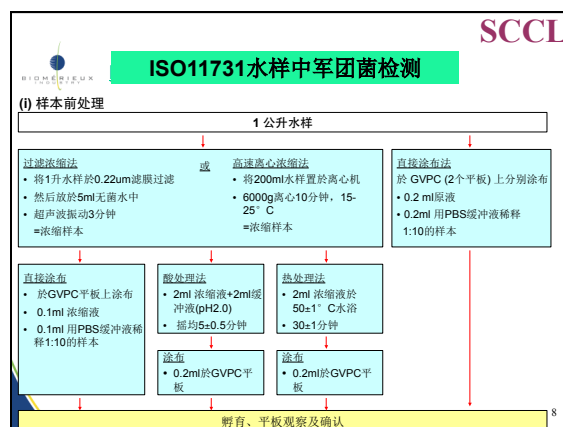 SCCL
BIOMÉRIEUX
INDUSTRY
ISO11731水样中军团菌检测
(i) 样本前处理
1 公升水样
过滤浓缩法
• 将1升水样於0.22um滤膜过滤
• 然后放於5ml无菌水中
• 超声波振动3分钟
=浓缩样本
或
高速离心浓缩法
• 将200ml水样置於离心机
• 6000g离心10分钟，15-
25°C
=浓缩样本
直接涂布法
於 GVPC (2个平板) 上分别涂布
• 0.2 ml原液
• 0.2ml 用PBS缓冲液稀释
1:10的样本
直接涂布
• 於GVPC平板上涂布
• 0.1ml 浓缩液
• 0.1ml 用PBS缓冲液稀
释1:10的样本
酸处理法
• 2ml 浓缩液+2ml缓
冲液(pH2.0)
• 摇均5±0.5分钟
热处理法
• 2ml 浓缩液於
50±1°C水浴
• 30±1分钟
涂布
• 0.2ml於GVPC平
板
涂布
• 0.2ml於GVPC平
板
孵育、平板观察及确认
8